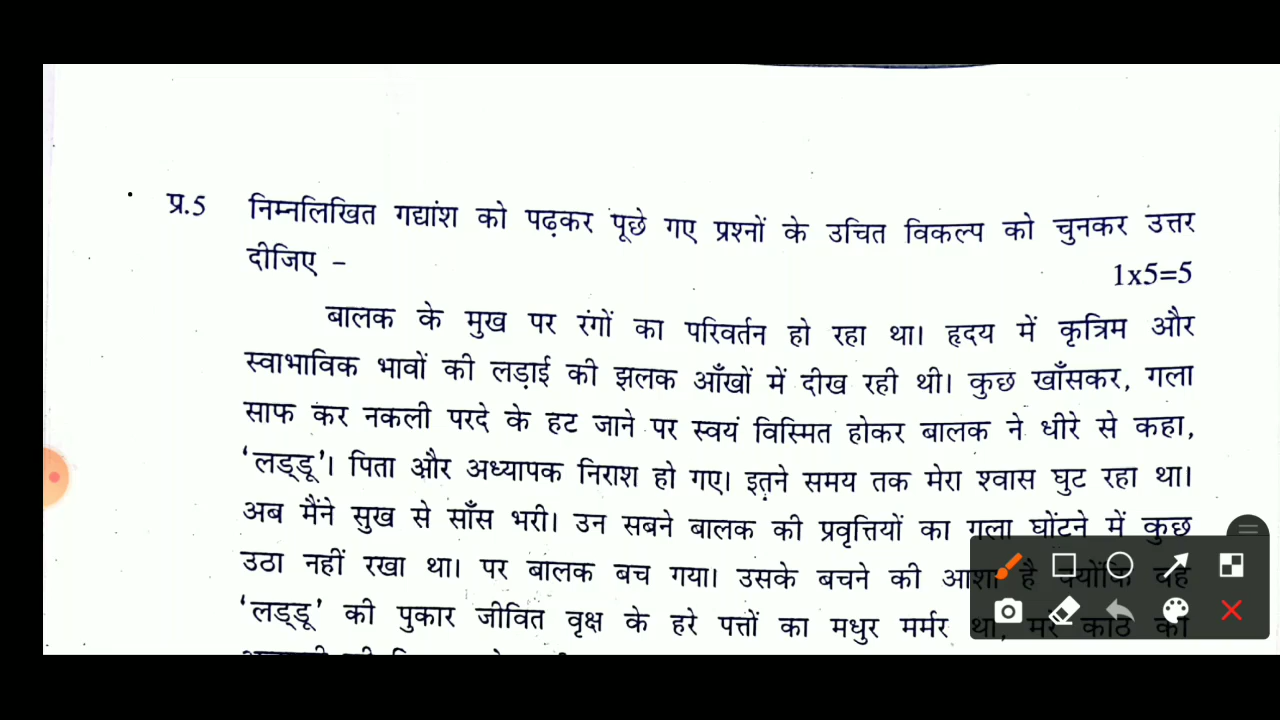 प्र.5 निम्नलिखित गद्यांश को पढ़कर पूछे गए प्रश्नों के उचित विकल्प को चुनकर उत्तर
दीजिए – 1x5=5
बालक के मुख पर रंगों का परिवर्तन हो रहा था। हृदय में कृत्रिम और
स्वाभाविक भावों की लड़ाई की झलक आँखों में दीख रही थी। कुछ खाँसकर, गला
साफ कर नकली परदे के हट जाने पर स्वयं विस्मित होकर बालक ने धीरे से कहा,
‘लड्डू’। पिता और अध्यापक निराश हो गए। इतने समय तक मेरा श्वास घुट रहा था।
अब मैंने सुख से साँस भरी। उन सबने बालक की प्रवृत्तियों का गला घोंटने में कुछ
उठा नहीं रखा था। पर बालक बच गया। उसके बचने की आशा है क्योंकि वह
‘लड्डू’ की पुकार जीवित वृक्ष के हरे पत्तों का मधुर मर्मर था, मरे काठ की